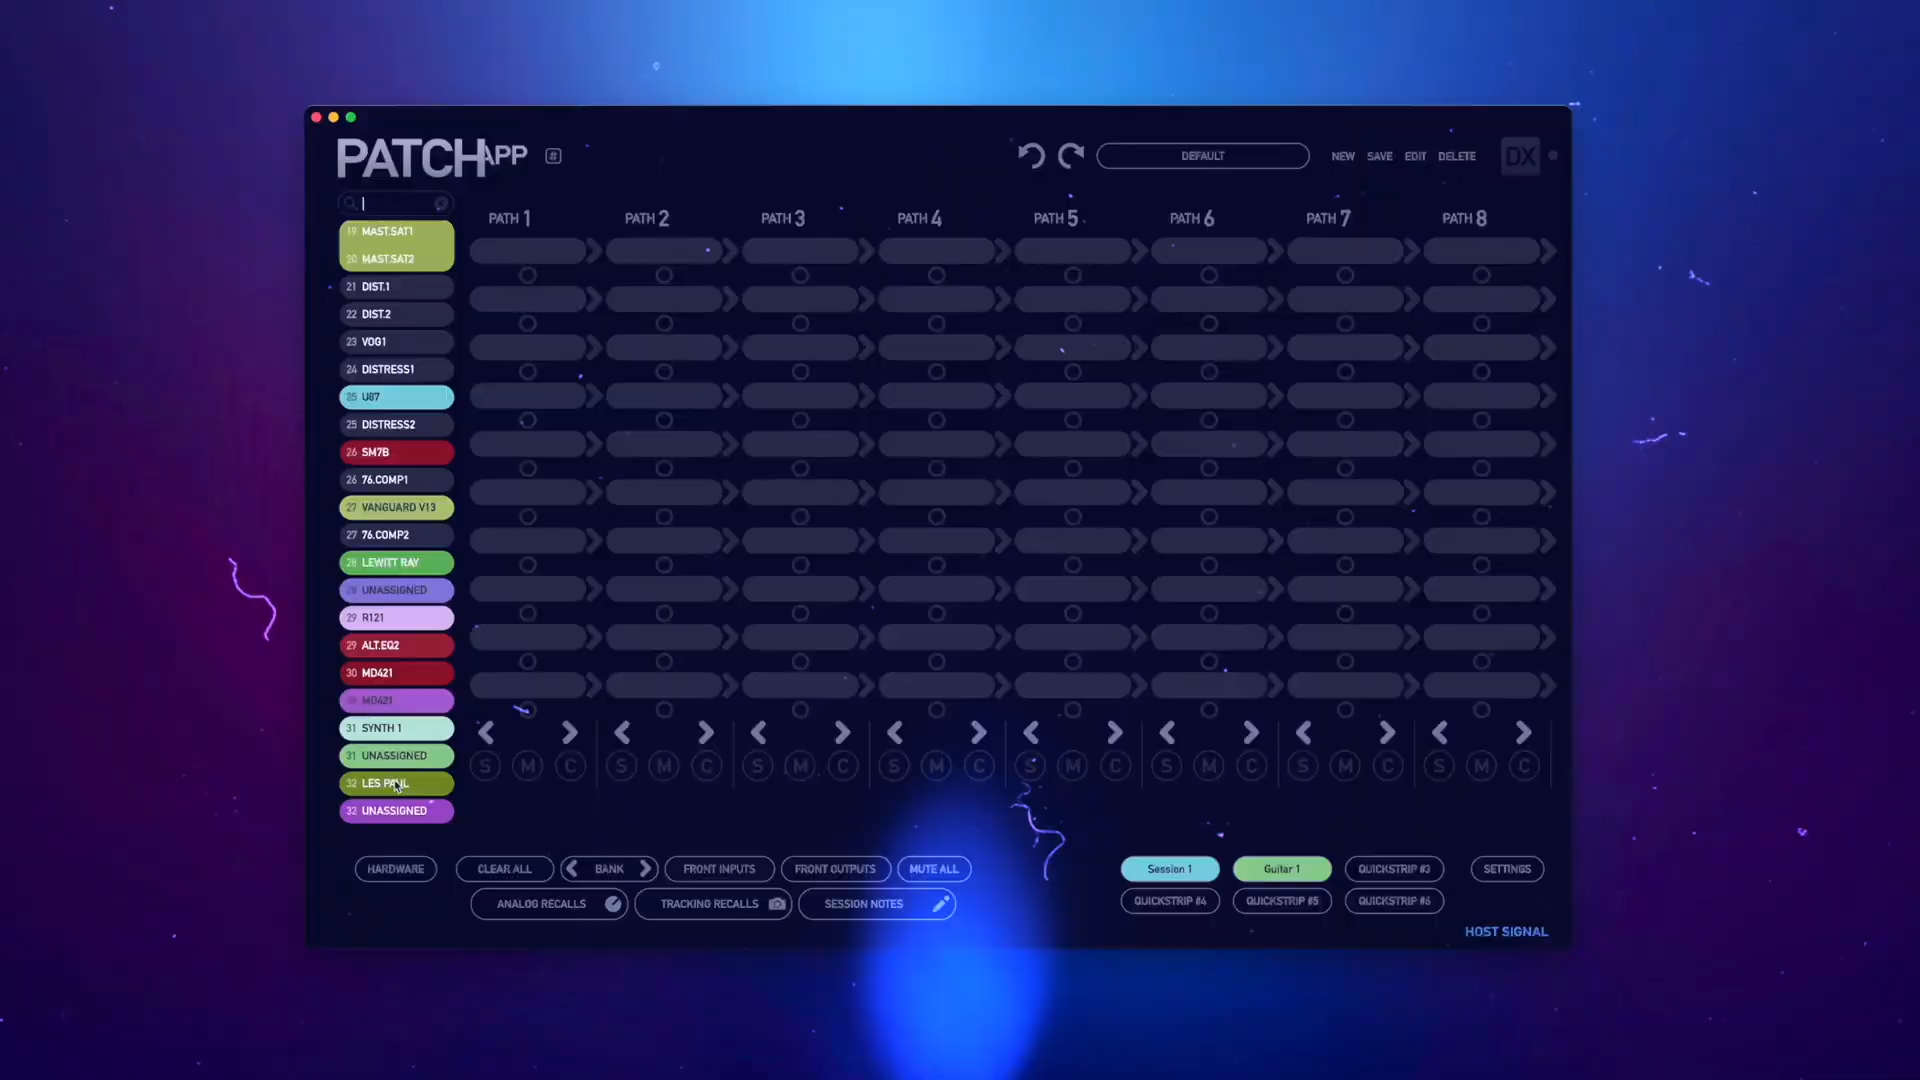 PATCHAPP #
DEFAULT
NEW SAVE EDIT DELETE
DX
PATH 1 PATH 2 PATH 3 PATH 4 PATH 5 PATH 6 PATH 7 PATH 8
19 MAST.SAT1
20 MAST.SAT2
21 DIST.1
22 DIST.2
23 VOG1
24 DISTRESS1
25 U87
25 DISTRESS2
26 SM7B
26 76.COMP1
27 VANGUARD V13
27 76.COMP2
28 LEWITT RAY
28 UNASSIGNED
29 R121
29 ALT.EQ2
30 MD421
30 MD421
31 SYNTH 1
31 UNASSIGNED
32 LES PAUL
32 UNASSIGNED
S M C S M C S M C S M C S M C S M C S M C S M C
HARDWARE CLEAR ALL BANK FRONT INPUTS FRONT OUTPUTS MUTE ALL Session 1 Guitar 1 QUICKSTRIP #3 SETTINGS
ANALOG RECALLS TRACKING RECALLS SESSION NOTES QUICKSTRIP #4 QUICKSTRIP #5 QUICKSTRIP #6
HOST SIGNAL